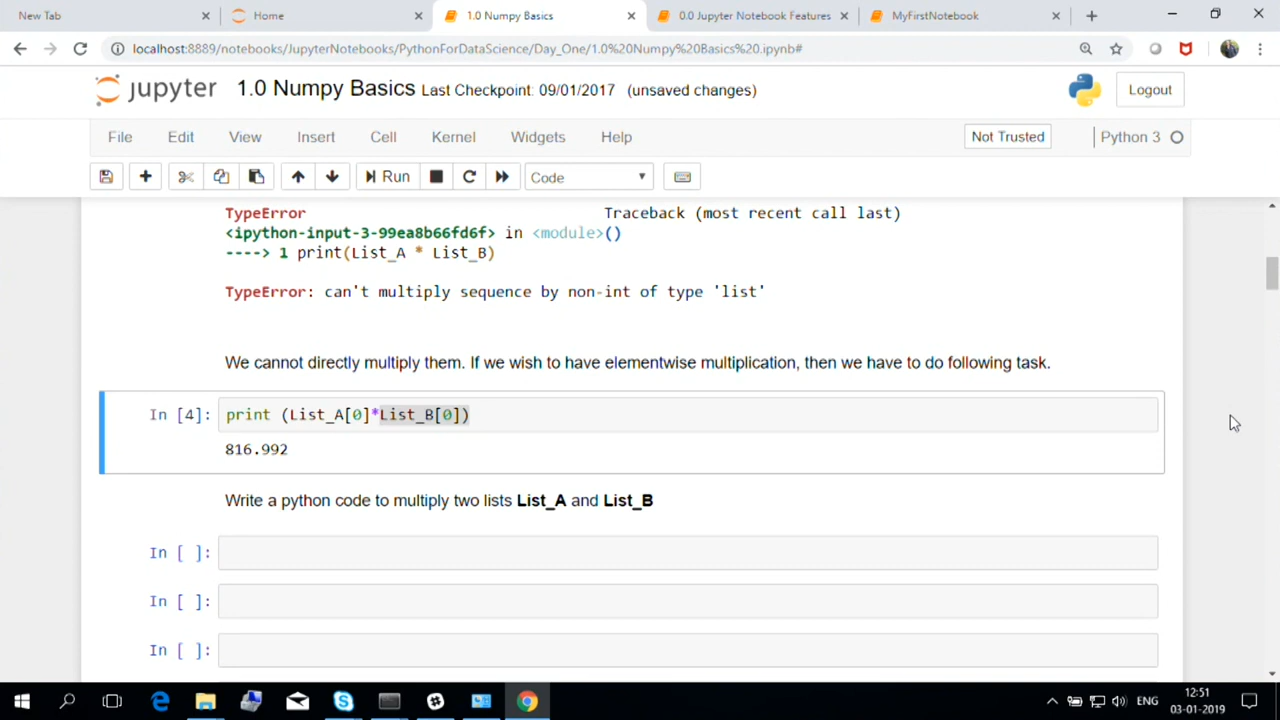 New Tab
Home
1.0 Numpy Basics
0.0 Jupyter Notebook Features
MyFirstNotebook
localhost:8889/notebooks/JupyterNotebooks/PythonForDataScience/Day_One/1.0%20Numpy%20Basics%20.ipynb#
jupyter 1.0 Numpy Basics Last Checkpoint: 09/01/2017 (unsaved changes)
Logout
File Edit View Insert Cell Kernel Widgets Help
Not Trusted
Python 3
Run
Code
TypeError Traceback (most recent call last)
<ipython-input-3-99ea8b66fd6f> in <module>()
----> 1 print(List_A * List_B)
TypeError: can't multiply sequence by non-int of type 'list'
We cannot directly multiply them. If we wish to have elementwise multiplication, then we have to do following task.
In [4]: print (List_A[0]*List_B[0])
816.992
Write a python code to multiply two lists List_A and List_B
In [ ]:
In [ ]:
In [ ]:
ENG
12:51
03-01-2019